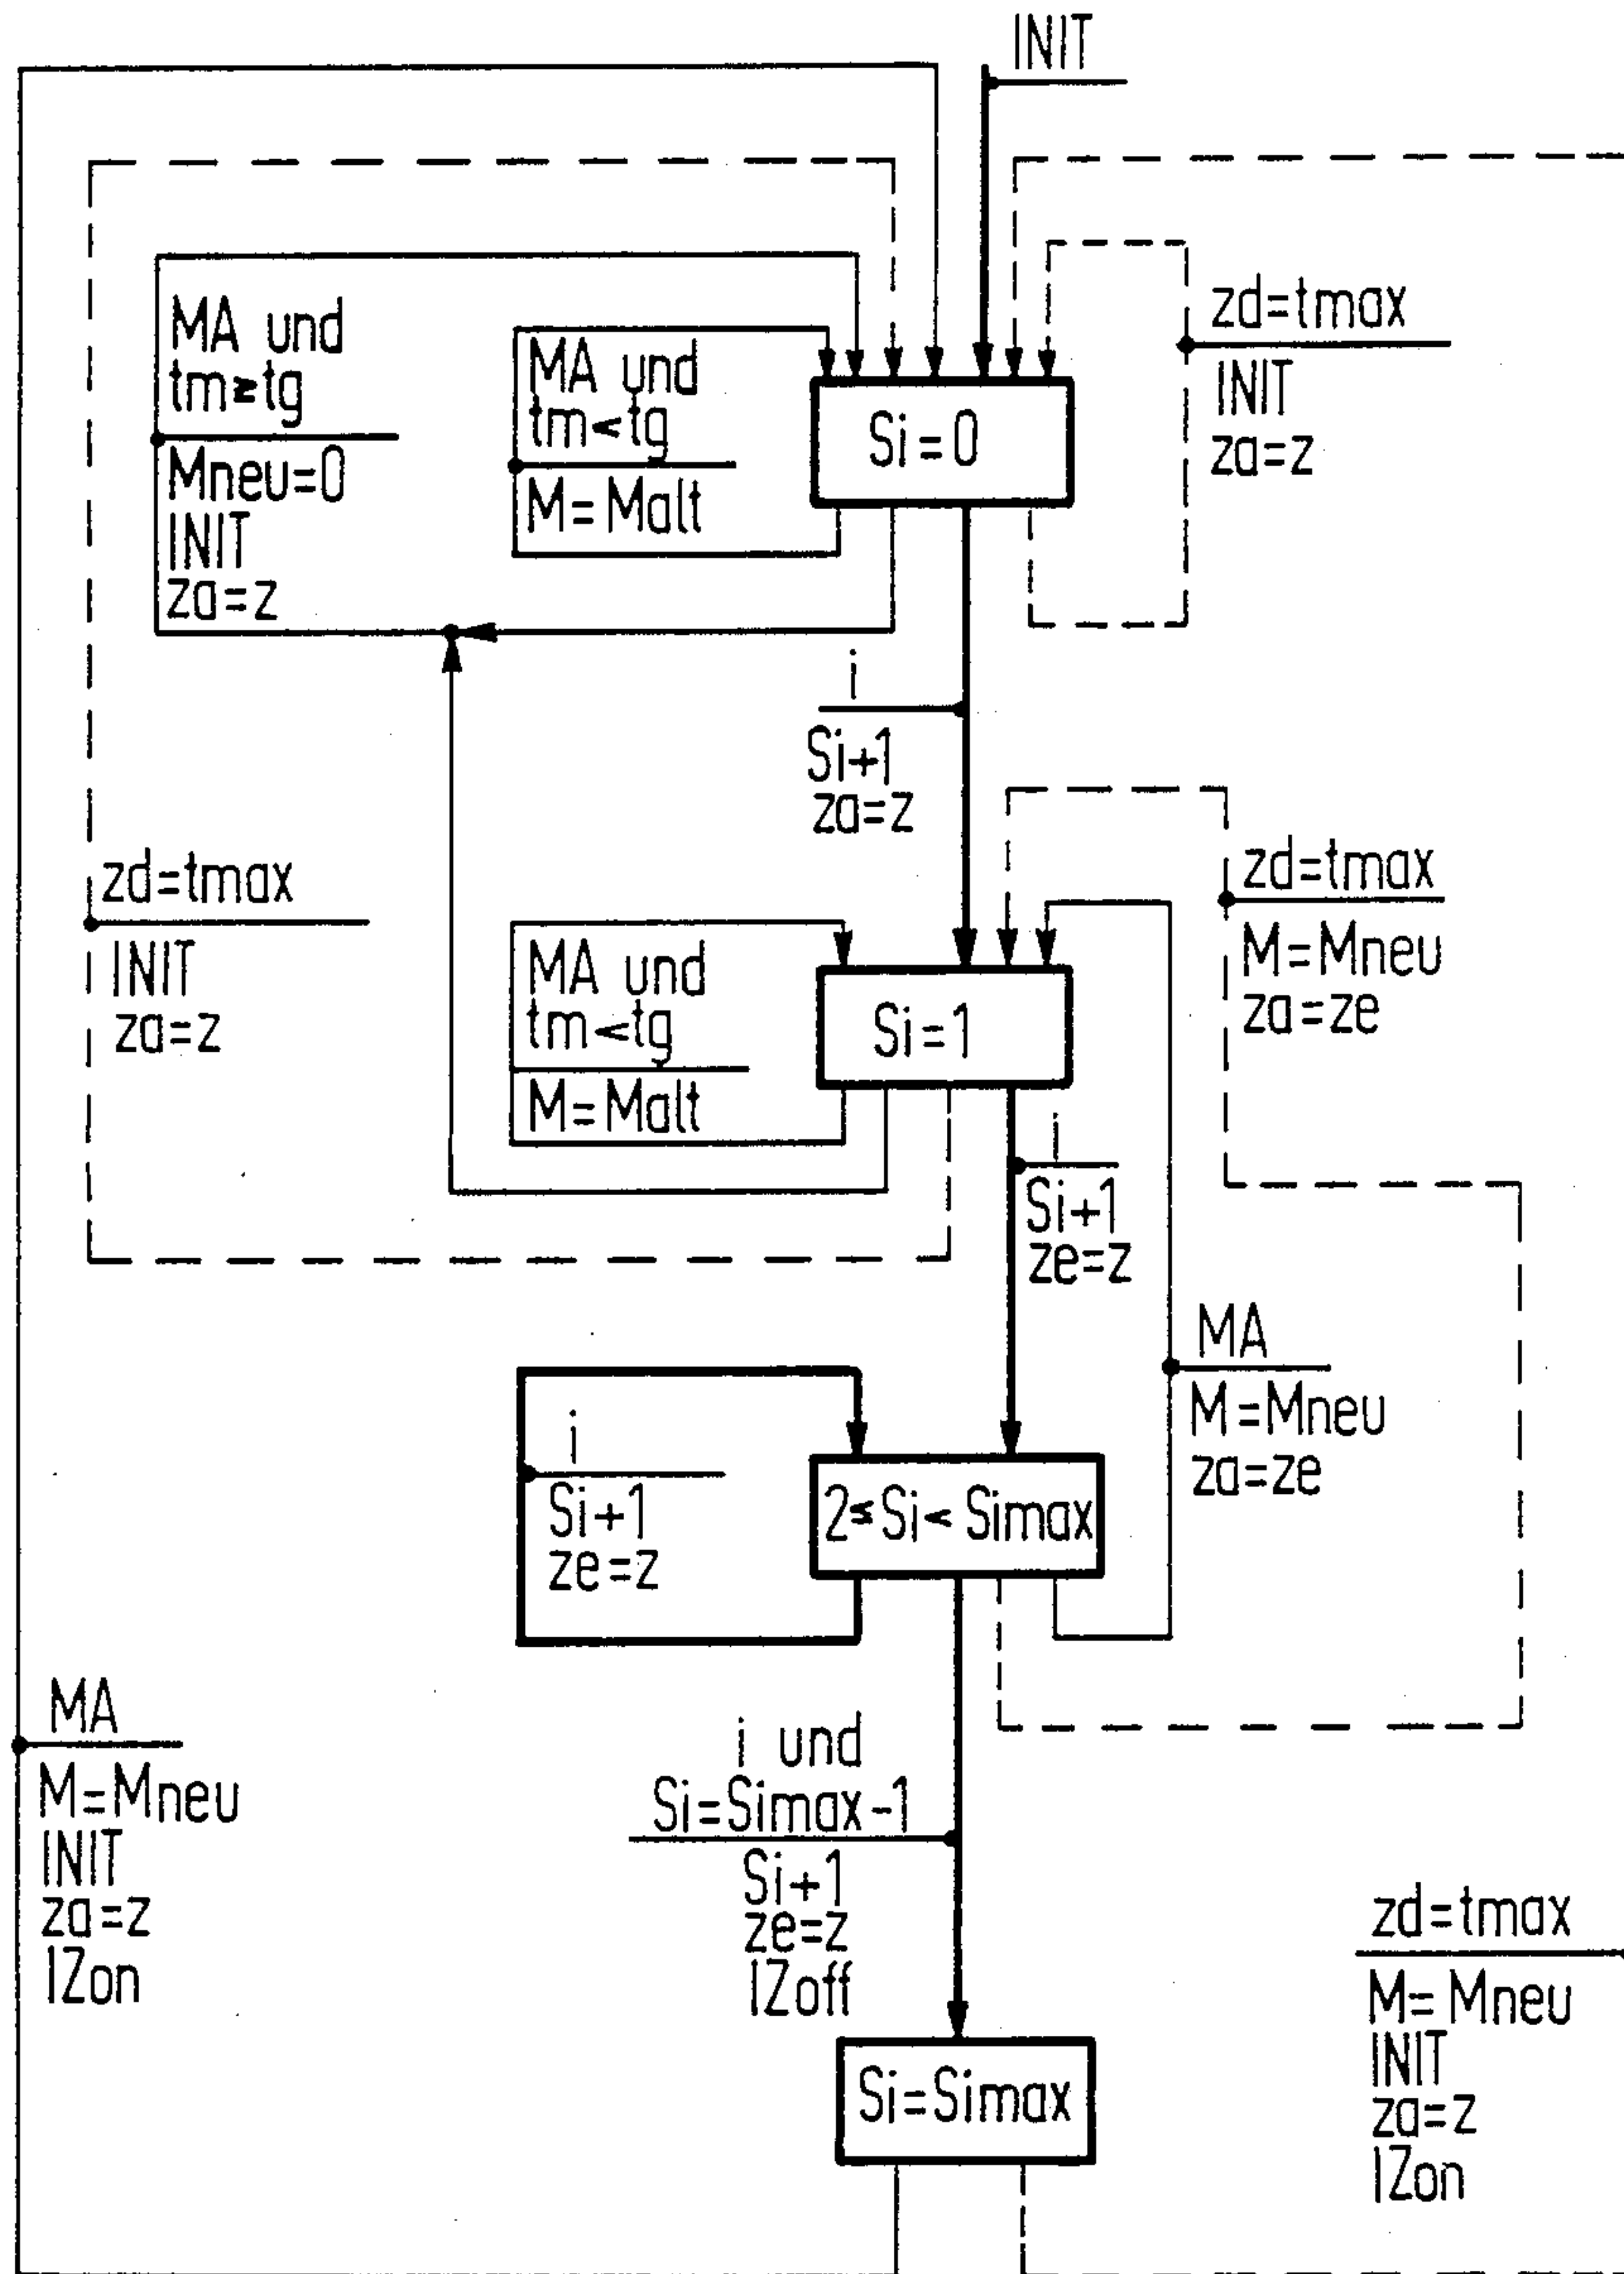 INIT
MA und
tm≥tg
Mneu=0
INIT
za=z
MA und
tm<tg
M=Malt
Si=0
zd=tmax
INIT
za=z
i
Si+1
za=z
zd=tmax
INIT
za=z
MA und
tm<tg
M=Malt
Si=1
zd=tmax
M=Mneu
za=ze
i
Si+1
ze=z
MA
M=Mneu
za=ze
i
Si+1
ze=z
2≤Si<Simax
MA
M=Mneu
INIT
za=z
IZon
i und
Si=Simax-1
Si+1
ze=z
IZoff
zd=tmax
M=Mneu
INIT
za=z
IZon
Si=Simax